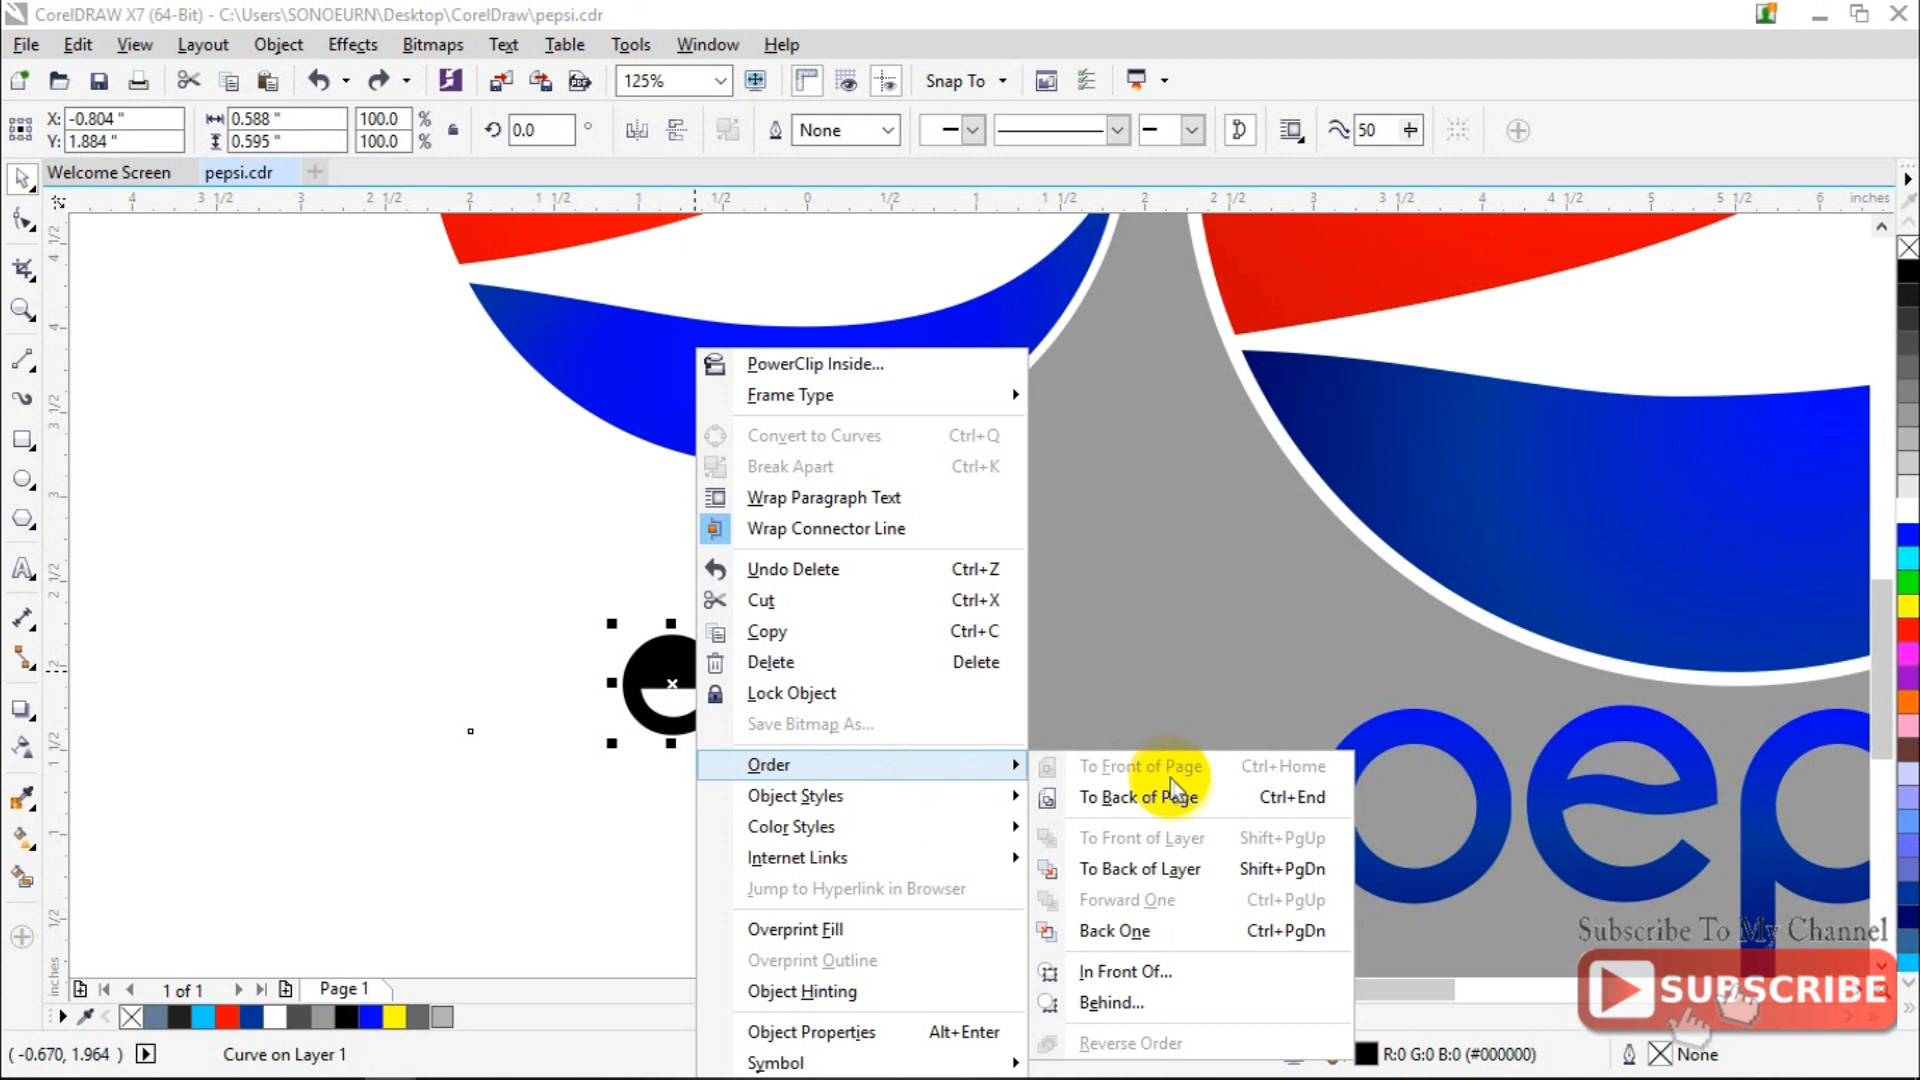 CorelDRAW X7 (64-Bit) - C:\Users\SONOEURN\Desktop\CorelDraw\pepsi.cdr
File Edit View Layout Object Effects Bitmaps Text Table Tools Window Help
125% Snap To
X: -0.804 " 0.588 " 100.0 % 0.0 ° None 50
Y: 1.884 " 0.595 " 100.0 %
Welcome Screen pepsi.cdr
4 3 1/2 3 2 1/2 2 1 1/2 1 1/2 0 1/2 1 1 1/2 2 2 1/2 3 3 1/2 4 4 1/2 5 5 1/2 6 inches
PowerClip Inside...
Frame Type
Convert to Curves Ctrl+Q
Break Apart Ctrl+K
Wrap Paragraph Text
Wrap Connector Line
Undo Delete Ctrl+Z
Cut Ctrl+X
Copy Ctrl+C
Delete Delete
Lock Object
Save Bitmap As...
Order
Object Styles
Color Styles
Internet Links
Jump to Hyperlink in Browser
Overprint Fill
Overprint Outline
Object Hinting
Object Properties Alt+Enter
Symbol
To Front of Page Ctrl+Home
To Back of Page Ctrl+End
To Front of Layer Shift+PgUp
To Back of Layer Shift+PgDn
Forward One Ctrl+PgUp
Back One Ctrl+PgDn
In Front Of...
Behind...
Reverse Order
e
pep
Subscribe To My Channel
SUBSCRIBE
1 of 1 Page 1
( -0.670, 1.964 ) Curve on Layer 1 R:0 G:0 B:0 (#000000) None